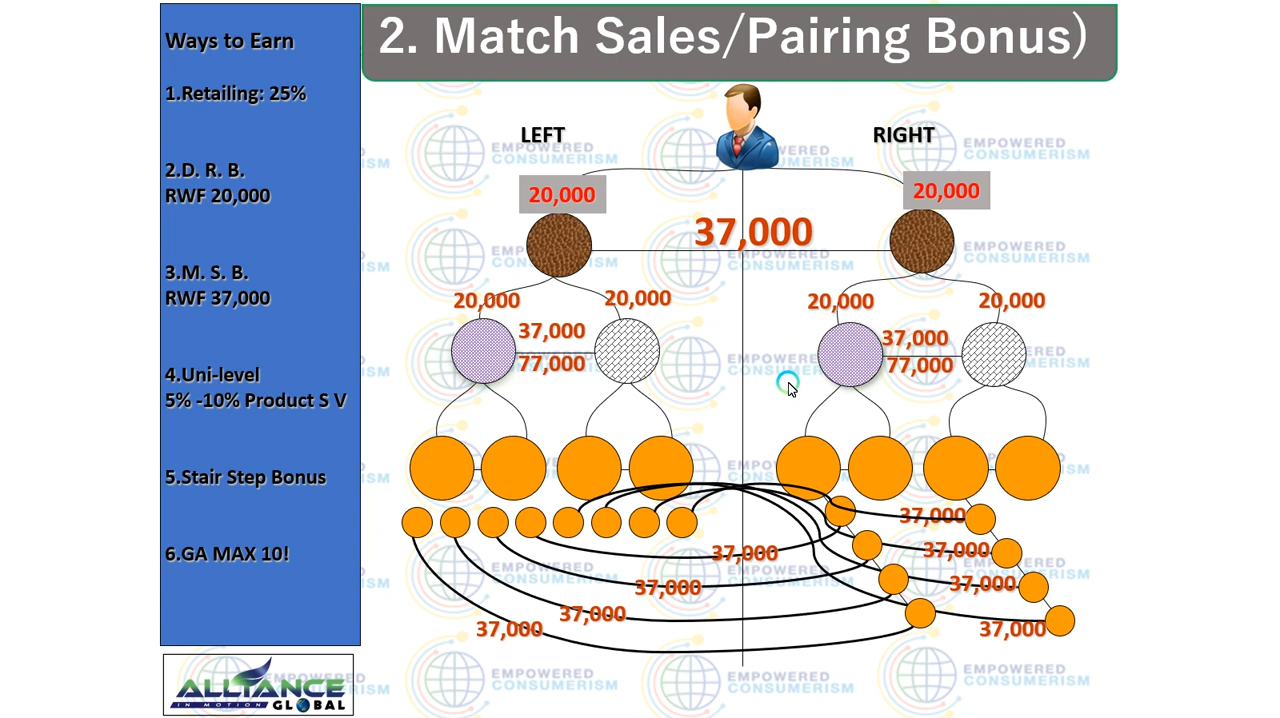 Ways to Earn
1.Retailing: 25%
2.D. R. B.
RWF 20,000
3.M. S. B.
RWF 37,000
4.Uni-level
5% -10% Product S V
5.Stair Step Bonus
6.GA MAX 10!
ALLIANCE
IN MOTION GLOBAL
2. Match Sales/Pairing Bonus)
LEFT
RIGHT
20,000
20,000
37,000
20,000
20,000
20,000
20,000
37,000
77,000
37,000
77,000
37,000
37,000
37,000
37,000
37,000
37,000
37,000
37,000
EMPOWERED
CONSUMERISM